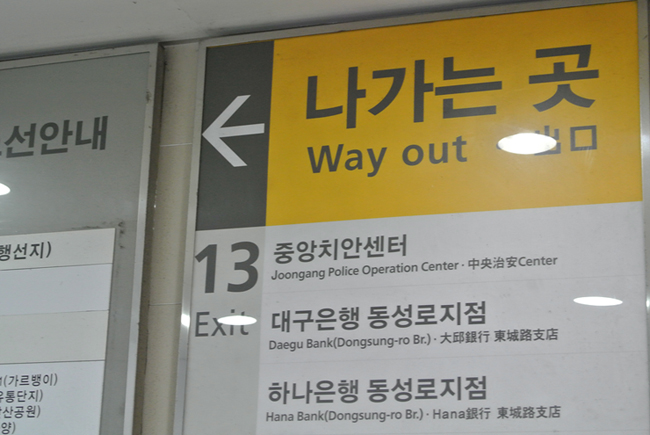 선안내
행선지)
(가르뱅이)
유통단지)
산공원)
양)
나가는 곳
Way out · 出口
13
Exit
중앙치안센터
Joongang Police Operation Center · 中央治安Center
대구은행 동성로지점
Daegu Bank(Dongsung-ro Br.) · 大邱銀行 東城路支店
하나은행 동성로지점
Hana Bank(Dongsung-ro Br.) · Hana銀行 東城路支店